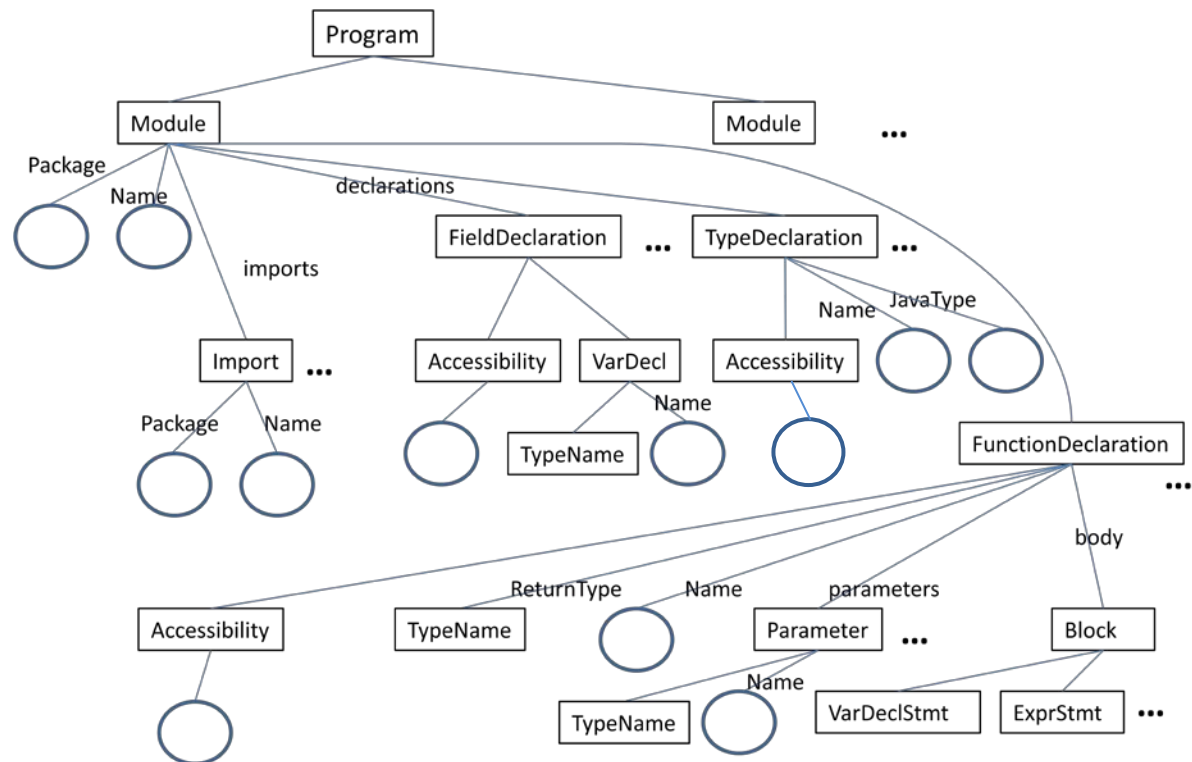 Program
Module
Module
...
Package
Name
declarations
imports
FieldDeclaration
...
TypeDeclaration
...
Name
JavaType
Import
...
Accessibility
VarDecl
Accessibility
Package
Name
TypeName
Name
FunctionDeclaration
...
body
ReturnType
Name
parameters
Accessibility
TypeName
Parameter
...
Block
TypeName
Name
VarDeclStmt
ExprStmt
...